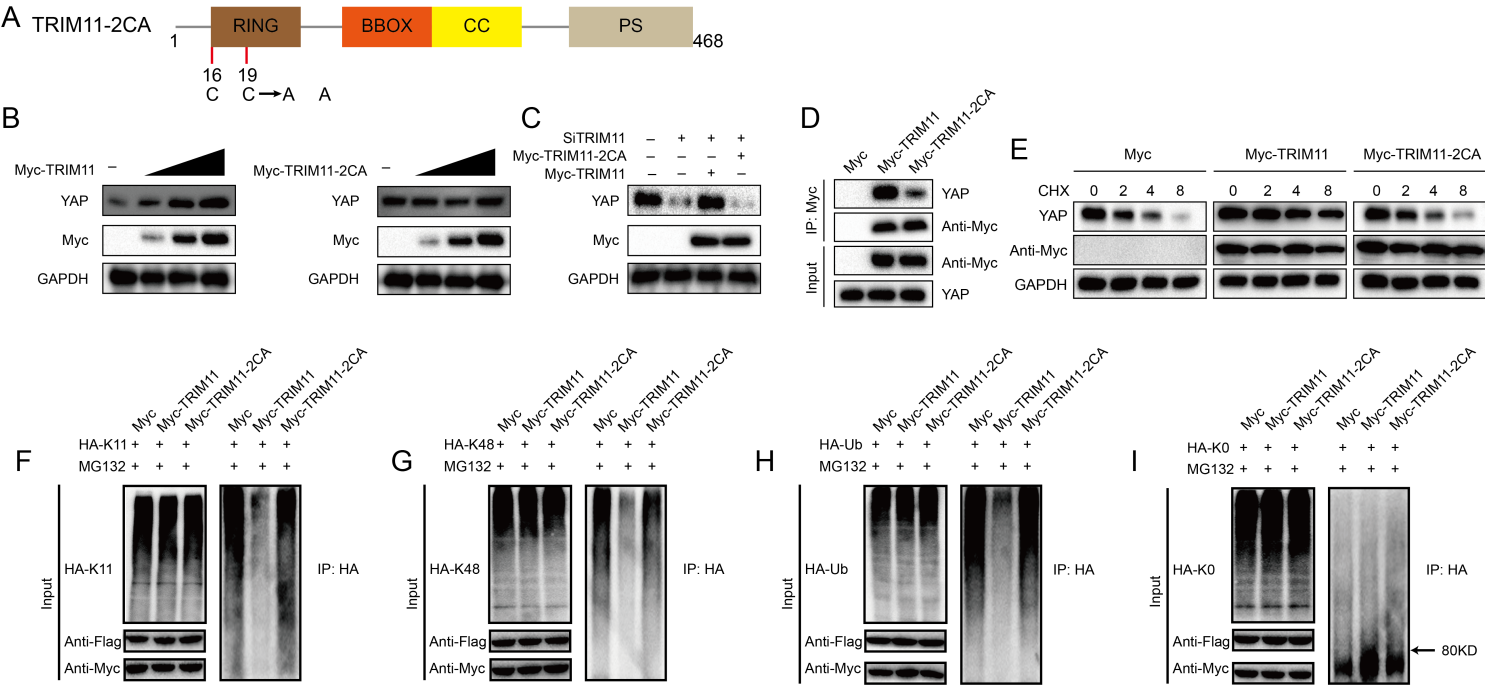 A
TRIM11-2CA
RING
BBOX
CC
PS
1
468
16
19
C
C
A
A
B
Myc-TRIM11
–
YAP
Myc
GAPDH
Myc-TRIM11-2CA
–
YAP
Myc
GAPDH
C
SiTRIM11 – + + +
Myc-TRIM11-2CA – – – +
Myc-TRIM11 – – + –
YAP
Myc
GAPDH
D
Myc
Myc-TRIM11
Myc-TRIM11-2CA
IP: Myc
YAP
Anti-Myc
Input
Anti-Myc
YAP
E
Myc
Myc-TRIM11
Myc-TRIM11-2CA
CHX 0 2 4 8 0 2 4 8 0 2 4 8
YAP
Anti-Myc
GAPDH
F
Myc
Myc-TRIM11
Myc-TRIM11-2CA
Myc
Myc-TRIM11
Myc-TRIM11-2CA
HA-K11 + + + + + +
MG132 + + + + + +
Input
HA-K11
IP: HA
Anti-Flag
Anti-Myc
G
Myc
Myc-TRIM11
Myc-TRIM11-2CA
Myc
Myc-TRIM11
Myc-TRIM11-2CA
HA-K48 + + + + + +
MG132 + + + + + +
Input
HA-K48
IP: HA
Anti-Flag
Anti-Myc
H
Myc
Myc-TRIM11
Myc-TRIM11-2CA
Myc
Myc-TRIM11
Myc-TRIM11-2CA
HA-Ub + + + + + +
MG132 + + + + + +
Input
HA-Ub
IP: HA
Anti-Flag
Anti-Myc
I
Myc
Myc-TRIM11
Myc-TRIM11-2CA
Myc
Myc-TRIM11
Myc-TRIM11-2CA
HA-K0 + + + + + +
MG132 + + + + + +
Input
HA-K0
IP: HA
Anti-Flag
80KD
Anti-Myc